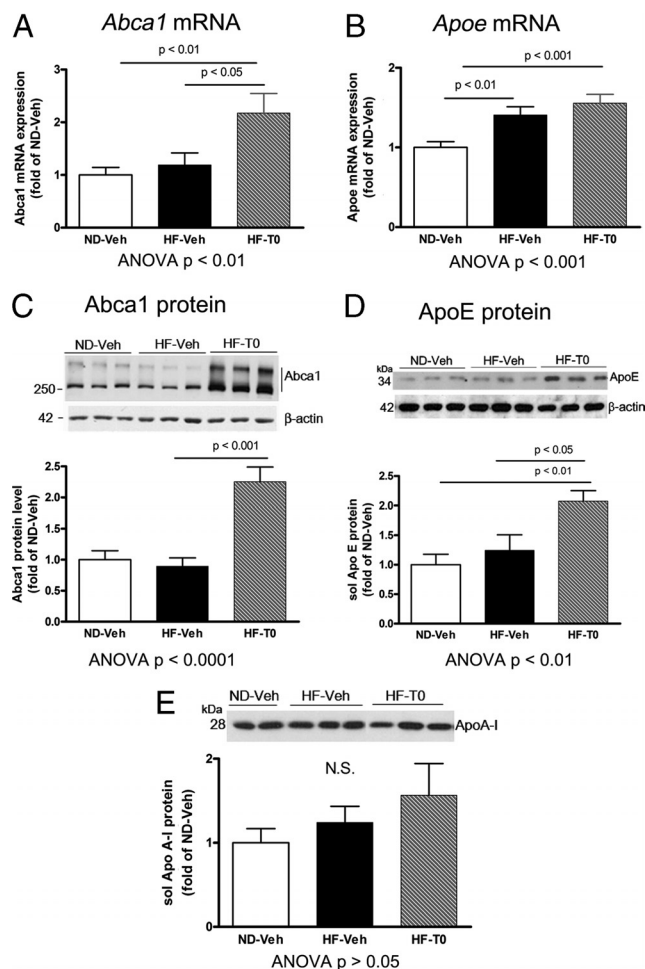 A
Abca1 mRNA
p < 0.01
p < 0.05
Abca1 mRNA expression
(fold of ND-Veh)
3
2
1
0
ND-Veh HF-Veh HF-T0
ANOVA p < 0.01
B
Apoe mRNA
p < 0.001
p < 0.01
Apoe mRNA expression
(fold of ND-Veh)
2
1
0
ND-Veh HF-Veh HF-T0
ANOVA p < 0.001
C
Abca1 protein
ND-Veh HF-Veh HF-T0
250
Abca1
42
β-actin
p < 0.001
Abca1 protein level
(fold of ND-Veh)
2.5
2.0
1.5
1.0
0.5
0.0
ND-Veh HF-Veh HF-T0
ANOVA p < 0.0001
D
ApoE protein
ND-Veh HF-Veh HF-T0
kDa
34
ApoE
42
β-actin
p < 0.05
p < 0.01
sol Apo E protein
(fold of ND-Veh)
2.5
2.0
1.5
1.0
0.5
0.0
ND-Veh HF-Veh HF-T0
ANOVA p < 0.01
E
ND-Veh HF-Veh HF-T0
kDa
28
ApoA-I
N.S.
sol Apo A-I protein
(fold of ND-Veh)
2
1
0
ND-Veh HF-Veh HF-T0
ANOVA p > 0.05